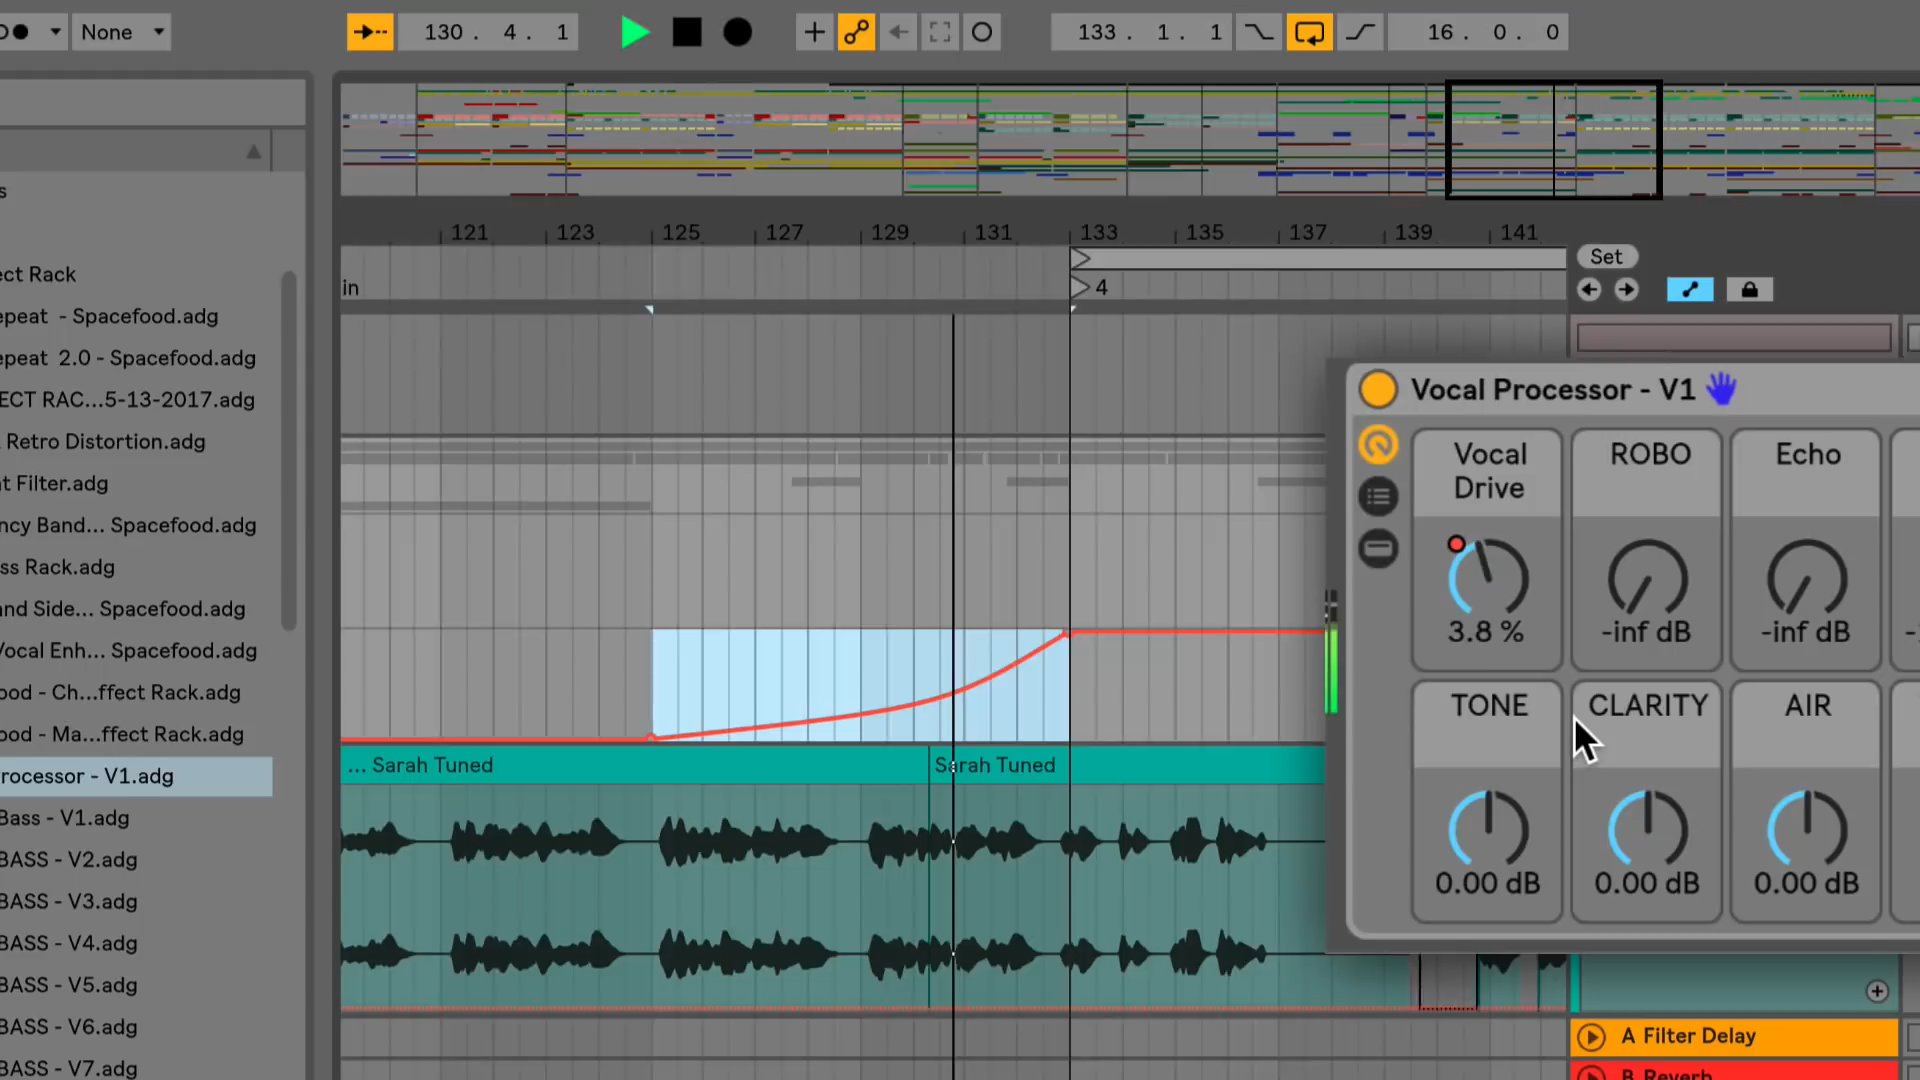 None
130 . 4 . 1
133 . 1 . 1
16 . 0 . 0
121
123
125
127
129
131
133
135
137
139
141
in
4
Set
s
ect Rack
epeat - Spacefood.adg
epeat 2.0 - Spacefood.adg
ECT RAC...5-13-2017.adg
Retro Distortion.adg
t Filter.adg
ncy Band... Spacefood.adg
ss Rack.adg
and Side... Spacefood.adg
Vocal Enh... Spacefood.adg
ood - Ch...ffect Rack.adg
ood - Ma...ffect Rack.adg
rocessor - V1.adg
Bass - V1.adg
BASS - V2.adg
BASS - V3.adg
BASS - V4.adg
BASS - V5.adg
BASS - V6.adg
BASS - V7.adg
... Sarah Tuned
Sarah Tuned
Vocal Processor - V1
Vocal
Drive
3.8 %
ROBO
-inf dB
Echo
-inf dB
TONE
0.00 dB
CLARITY
0.00 dB
AIR
0.00 dB
A Filter Delay
B Reverb